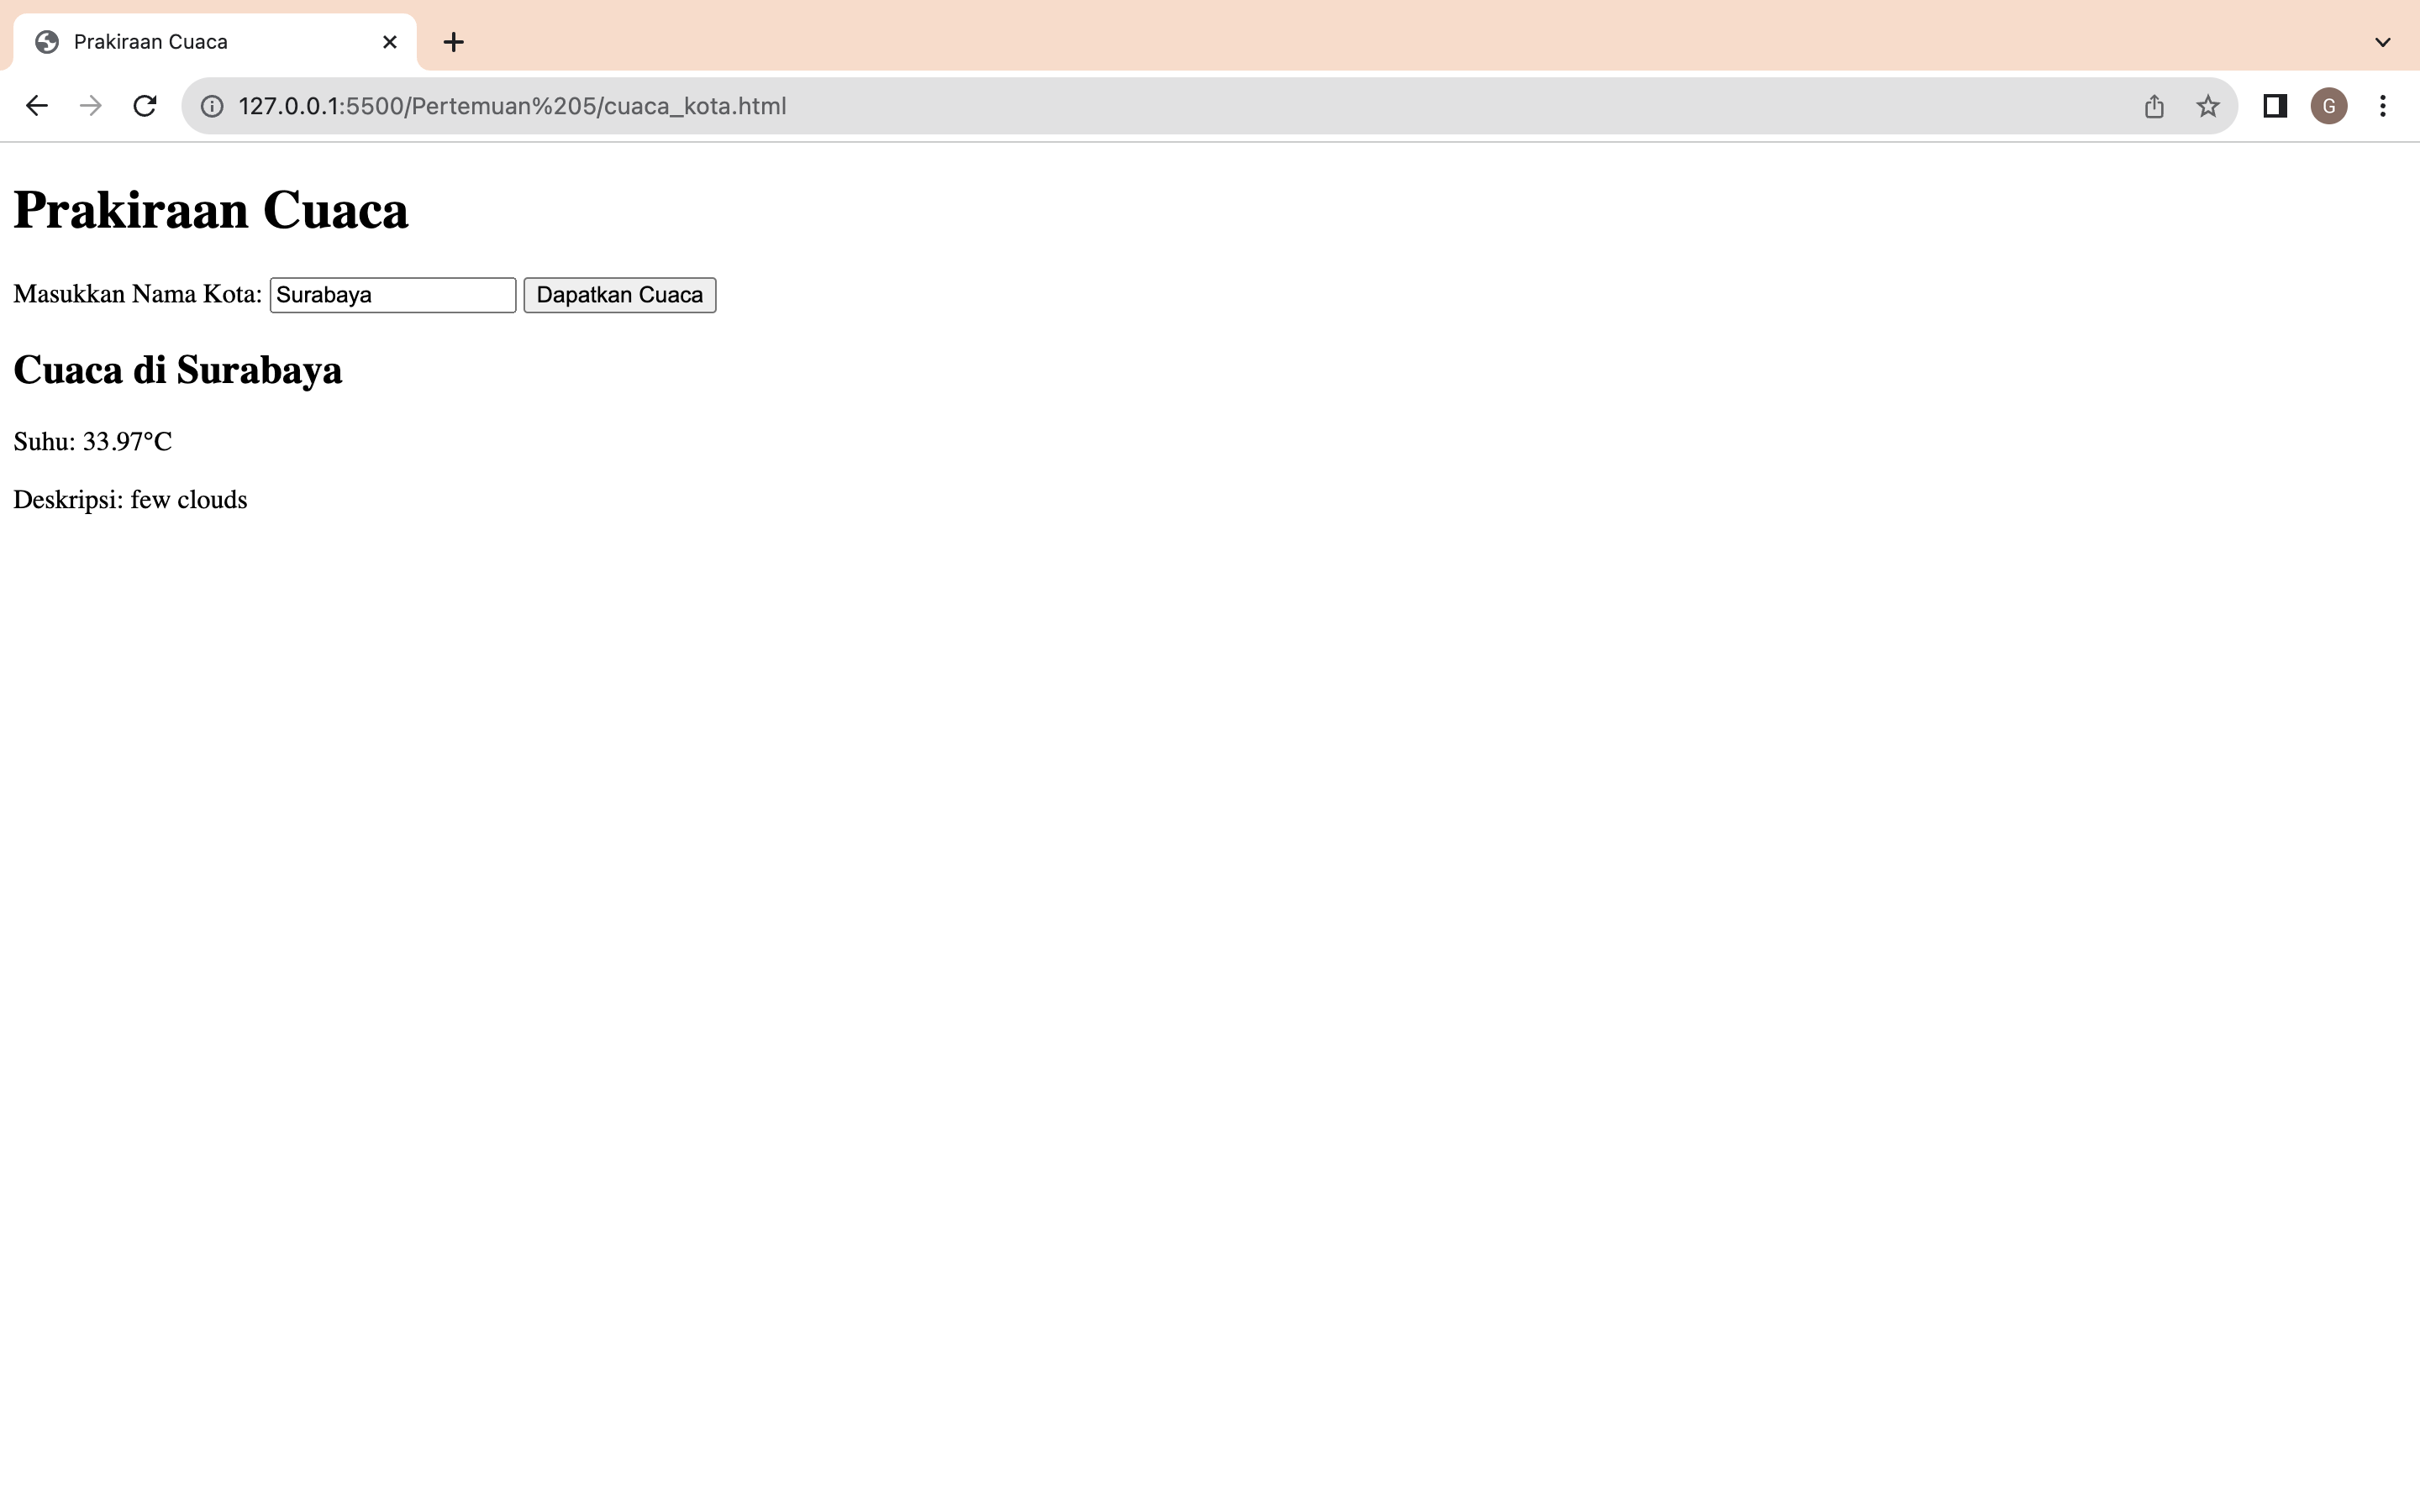 Prakiraan Cuaca
127.0.0.1:5500/Pertemuan%205/cuaca_kota.html
G
Prakiraan Cuaca
Masukkan Nama Kota: Surabaya Dapatkan Cuaca
Cuaca di Surabaya
Suhu: 33.97°C
Deskripsi: few clouds